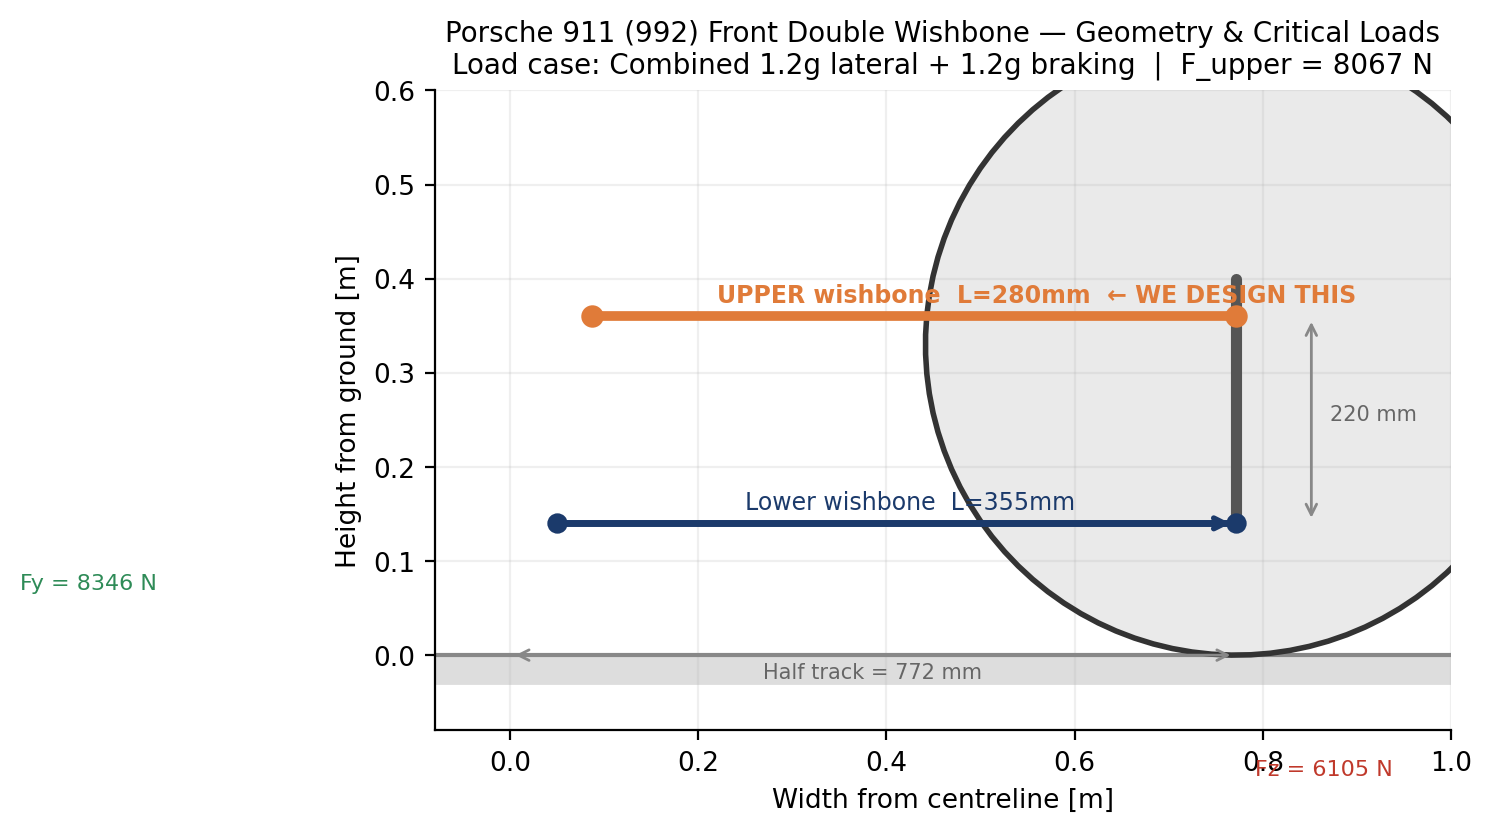 Porsche 911 (992) Front Double Wishbone — Geometry & Critical Loads
Load case: Combined 1.2g lateral + 1.2g braking | F_upper = 8067 N
0.6
0.5
0.4
UPPER wishbone L=280mm ← WE DESIGN THIS
0.3
220 mm
0.2
Lower wishbone L=355mm
0.1
Fy = 8346 N
0.0
Half track = 772 mm
Height from ground [m]
0.0 0.2 0.4 0.6 0.8 1.0
Fz = 6105 N
Width from centreline [m]